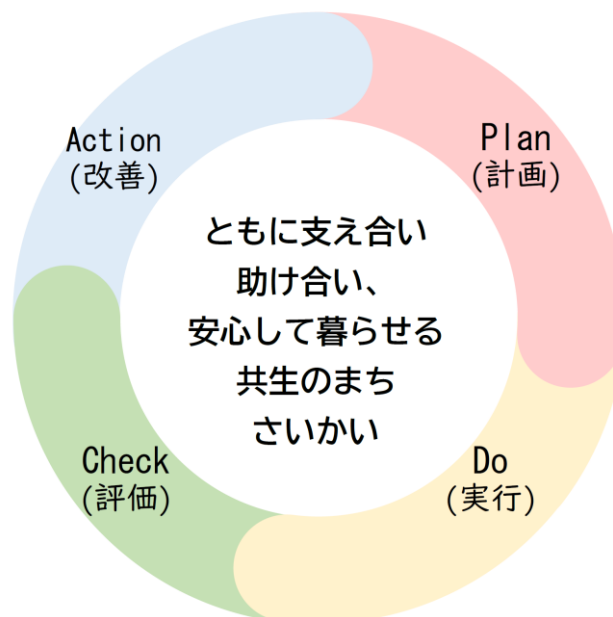 Action
(改善)
Plan
(計画)
ともに支え合い
助け合い、
安心して暮らせる
共生のまち
さいかい
Check
(評価)
Do
(実行)